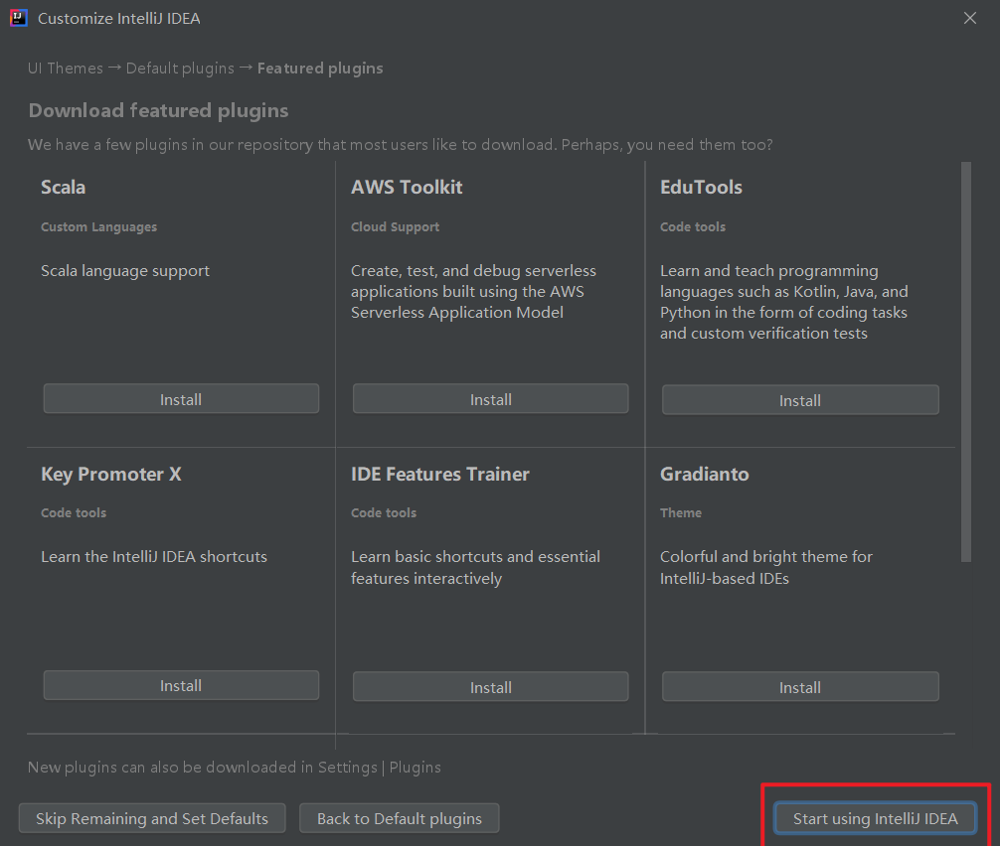 Customize IntelliJ IDEA
UI Themes → Default plugins → Featured plugins
Download featured plugins
We have a few plugins in our repository that most users like to download. Perhaps, you need them too?
Scala
Custom Languages
Scala language support
Install
AWS Toolkit
Cloud Support
Create, test, and debug serverless
applications built using the AWS
Serverless Application Model
Install
EduTools
Code tools
Learn and teach programming
languages such as Kotlin, Java, and
Python in the form of coding tasks
and custom verification tests
Install
Key Promoter X
Code tools
Learn the IntelliJ IDEA shortcuts
Install
IDE Features Trainer
Code tools
Learn basic shortcuts and essential
features interactively
Install
Gradianto
Theme
Colorful and bright theme for
IntelliJ-based IDEs
Install
New plugins can also be downloaded in Settings | Plugins
Skip Remaining and Set Defaults
Back to Default plugins
Start using IntelliJ IDEA